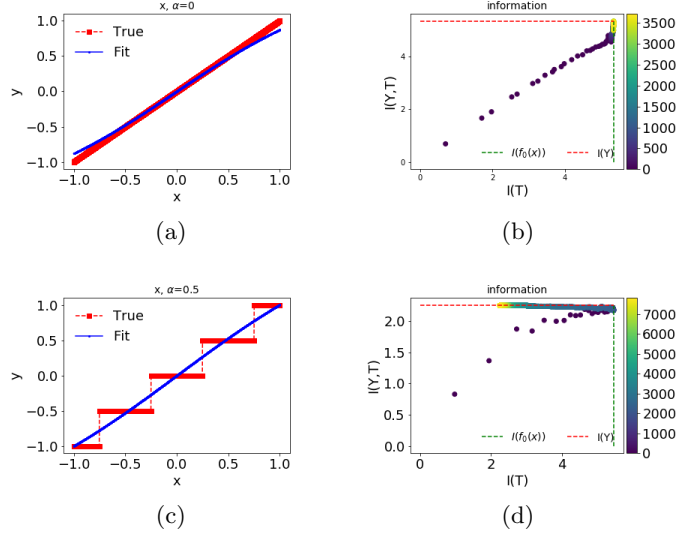 x, α=0
1.0
0.5
0.0
−0.5
−1.0
y
True
Fit
−1.0 −0.5 0.0 0.5 1.0
x
(a)
information
4
2
0
I(Y,T)
I(f₀(x)) I(Y)
0 2 4
I(T)
3500
3000
2500
2000
1500
1000
500
0
(b)
x, α=0.5
1.0
0.5
0.0
−0.5
−1.0
y
True
Fit
−1.0 −0.5 0.0 0.5 1.0
x
(c)
information
2.0
1.5
1.0
0.5
0.0
I(Y,T)
I(f₀(x)) I(Y)
0 2 4
I(T)
7000
6000
5000
4000
3000
2000
1000
0
(d)